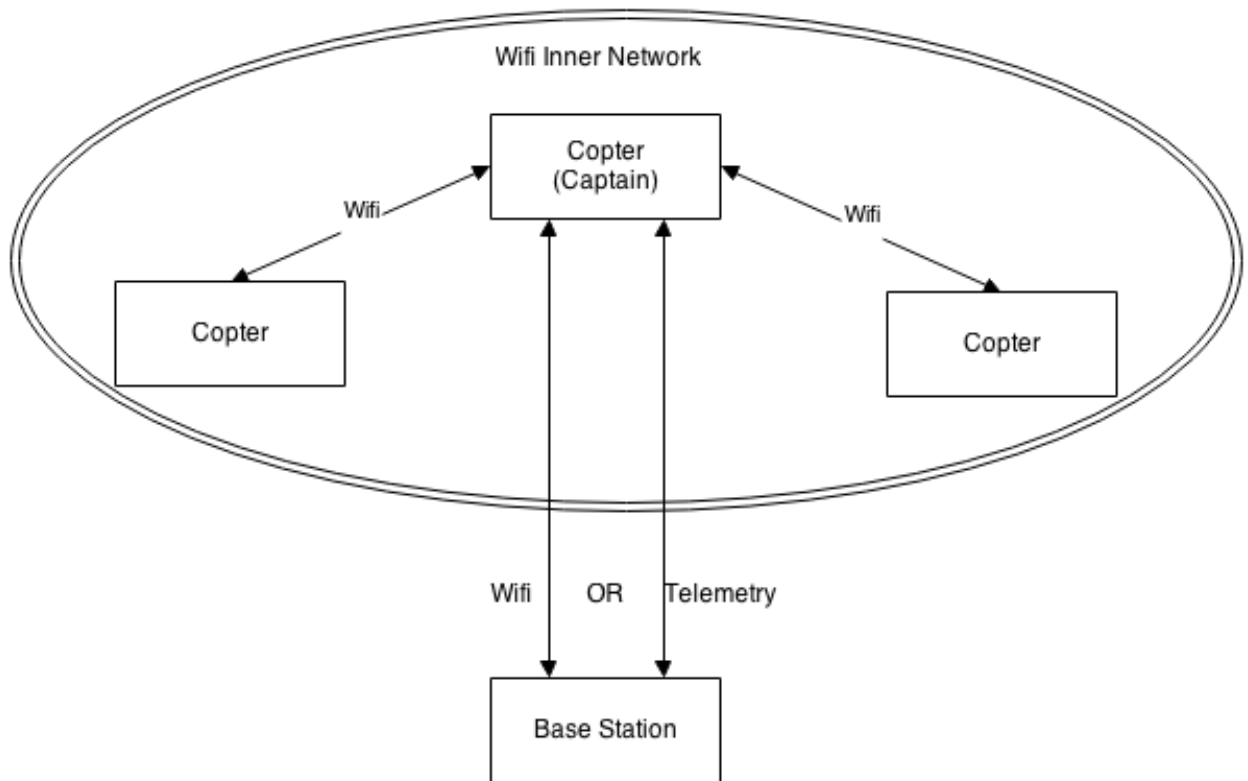 Wifi Inner Network
Copter
(Captain)
Wifi
Wifi
Copter
Copter
Wifi OR Telemetry
Base Station